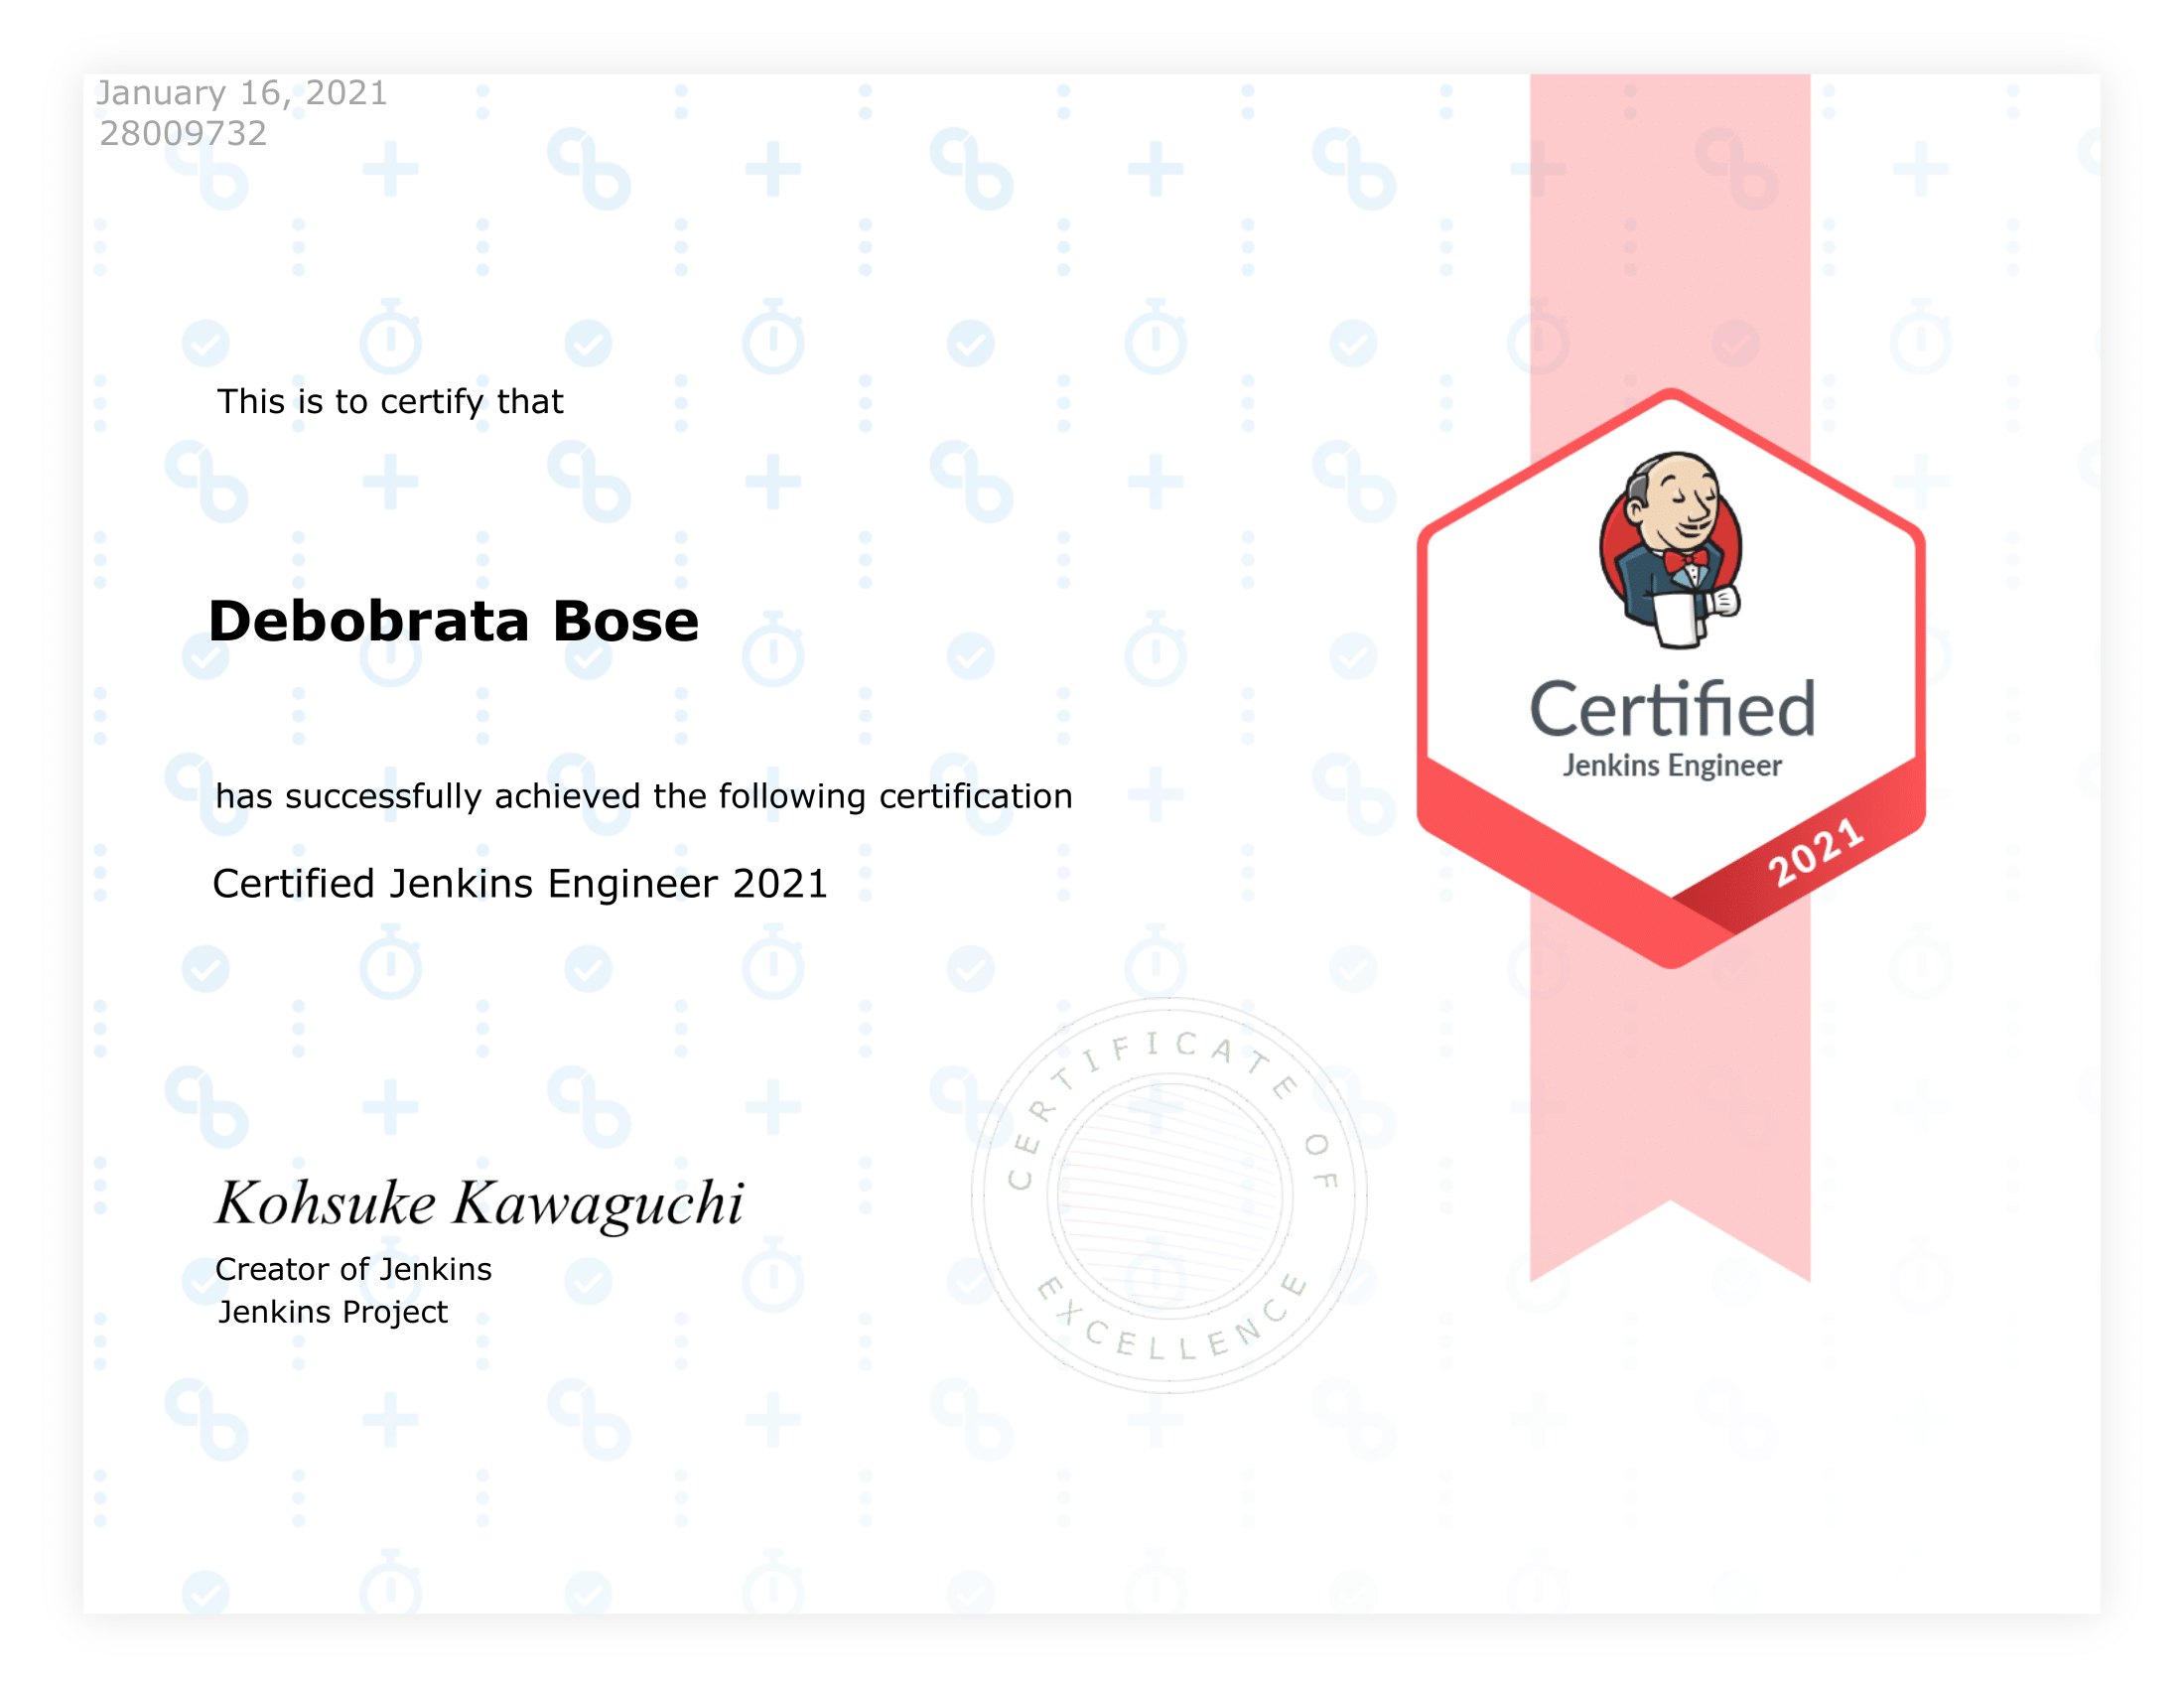 January 16, 2021
28009732
This is to certify that
Debobrata Bose
has successfully achieved the following certification
Certified Jenkins Engineer 2021
Certified
Jenkins Engineer
2021
CERTIFICATE OF
EXCELLENCE
Kohsuke Kawaguchi
Creator of Jenkins
Jenkins Project